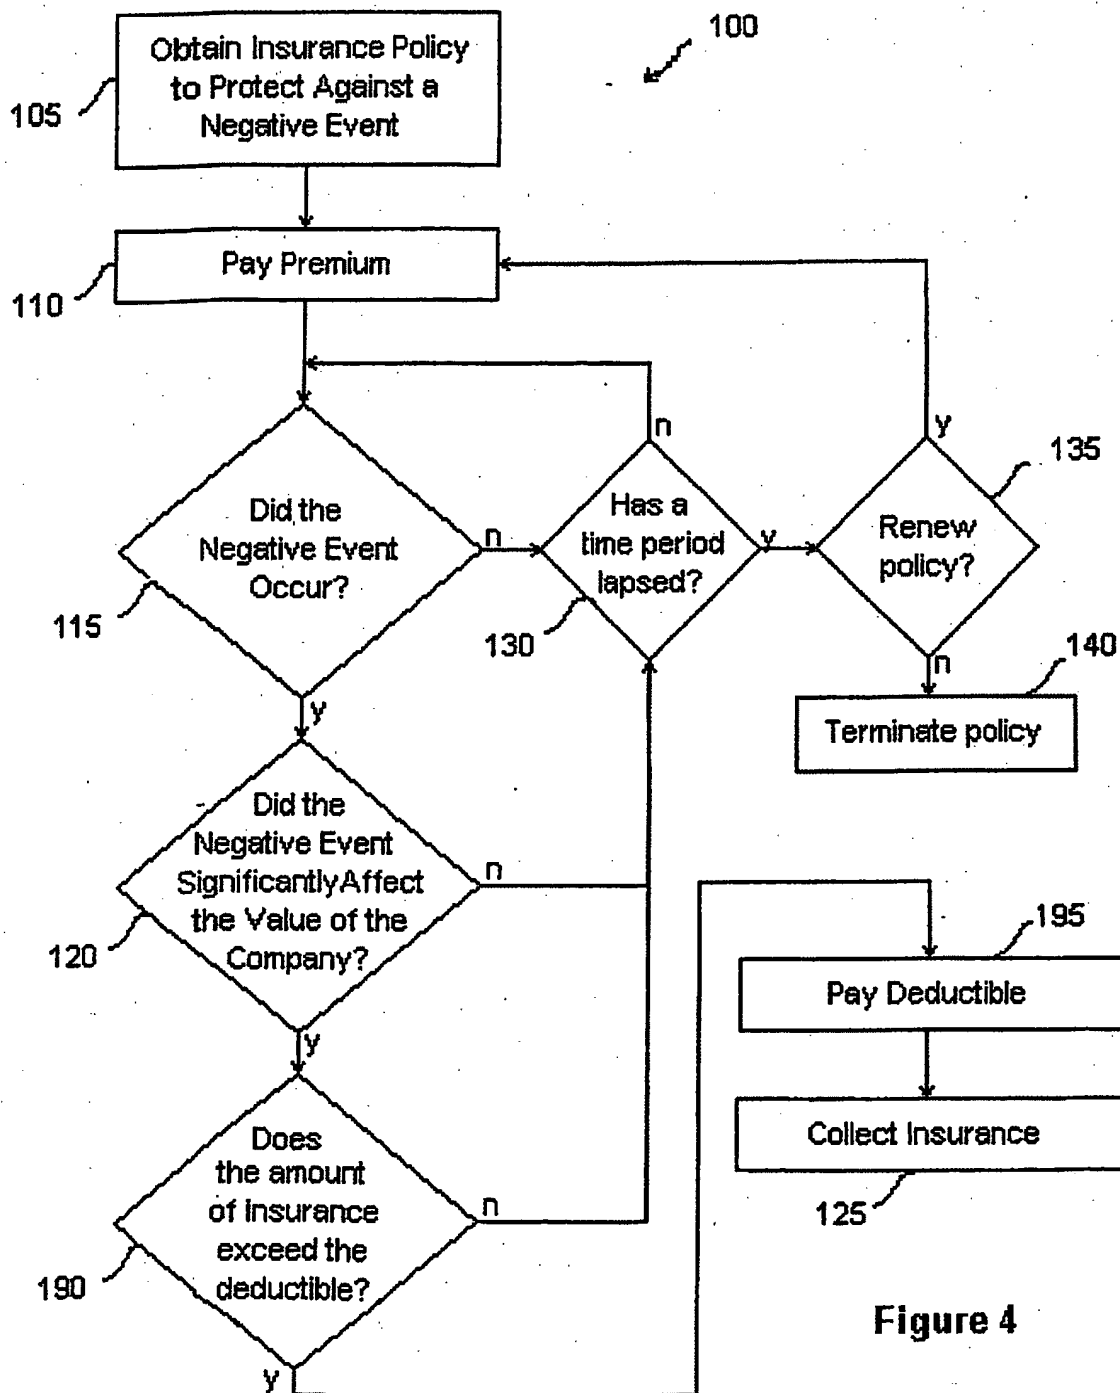 100
Obtain Insurance Policy
to Protect Against a
Negative Event
105
Pay Premium
110
n
y
135
Did the
Negative Event
Occur?
n
115
Has a
time period
lapsed?
y
130
Renew
policy?
n
140
Terminate policy
y
Did the
Negative Event
Significantly Affect
the Value of the
Company?
n
120
195
Pay Deductible
y
Collect Insurance
125
Does
the amount
of insurance
exceed the
deductible?
n
190
y
Figure 4